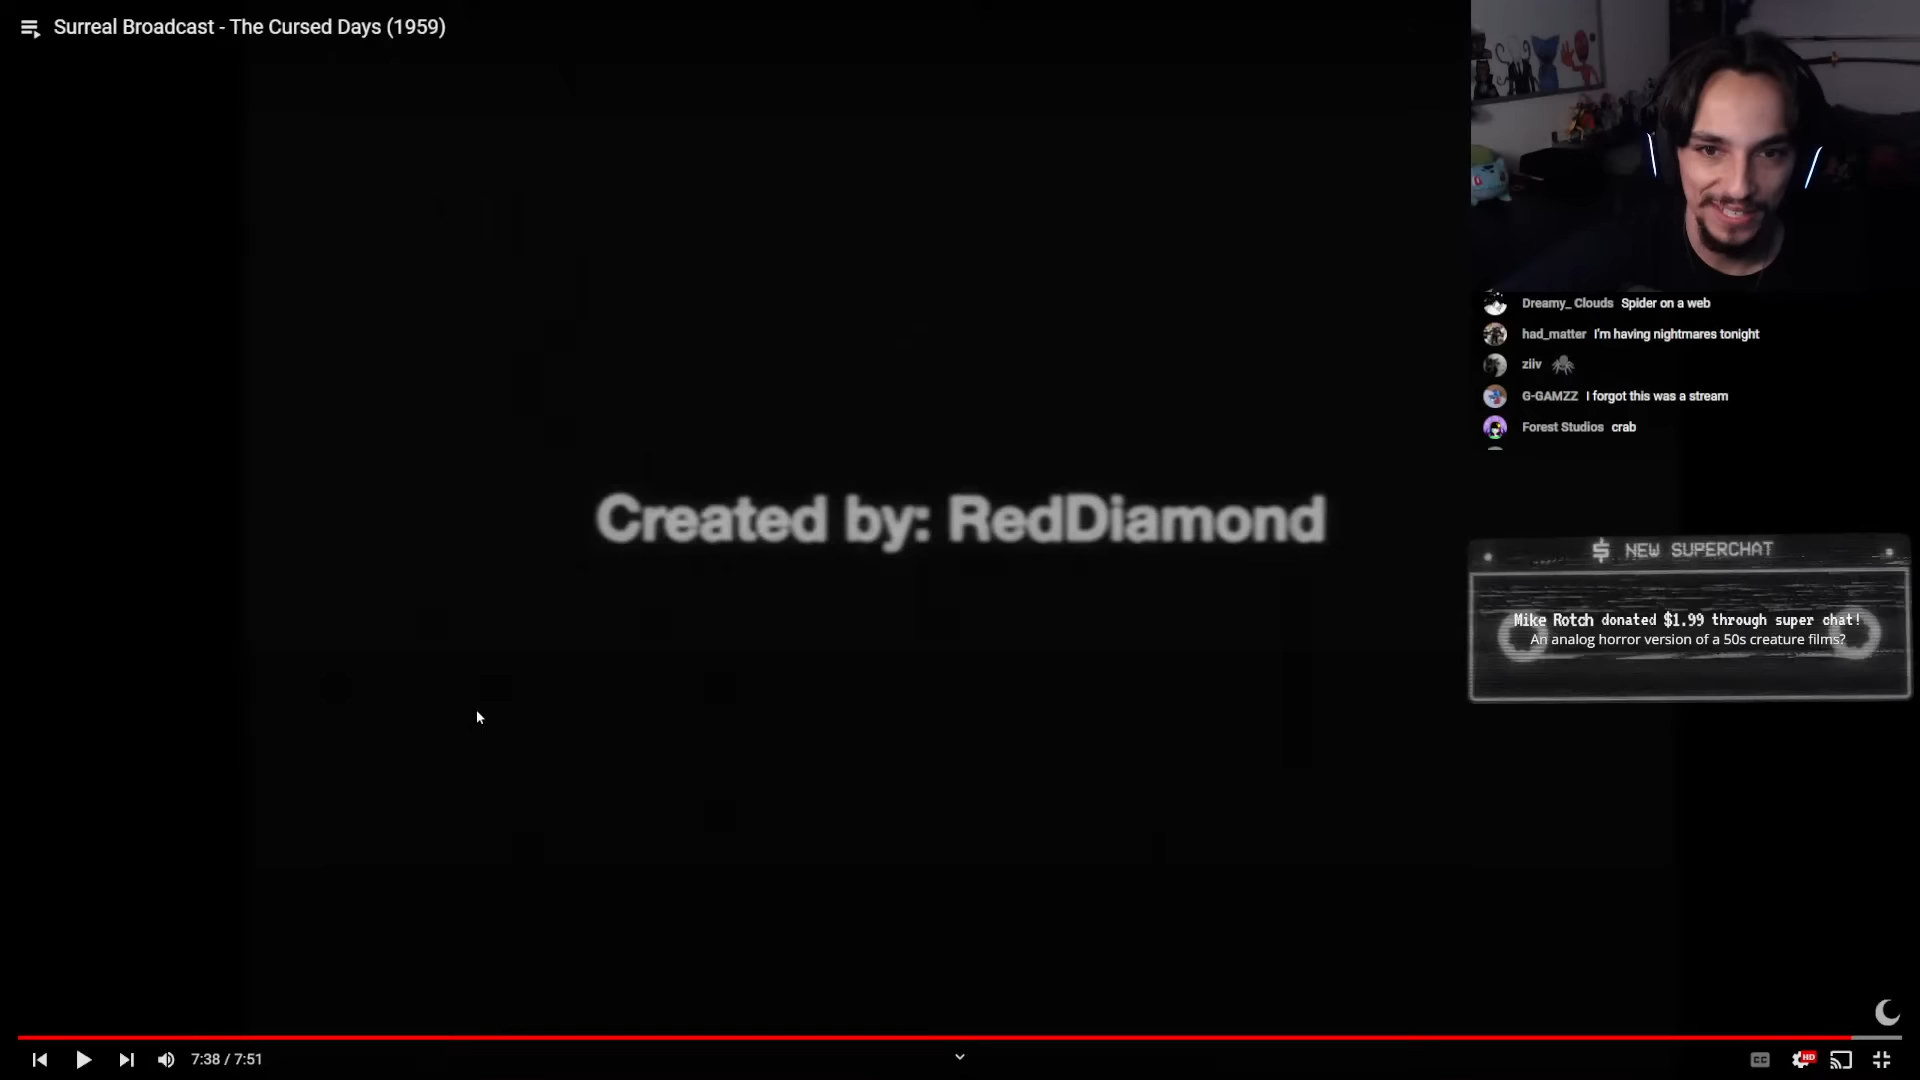 Surreal Broadcast - The Cursed Days (1959)
Dreamy_ Clouds Spider on a web
had_matter I'm having nightmares tonight
ziiv
G-GAMZZ I forgot this was a stream
Forest Studios crab
Created by: RedDiamond
$ NEW SUPERCHAT
Mike Rotch donated $1.99 through super chat!
An analog horror version of a 50s creature films?
7:38 / 7:51
CC
HD